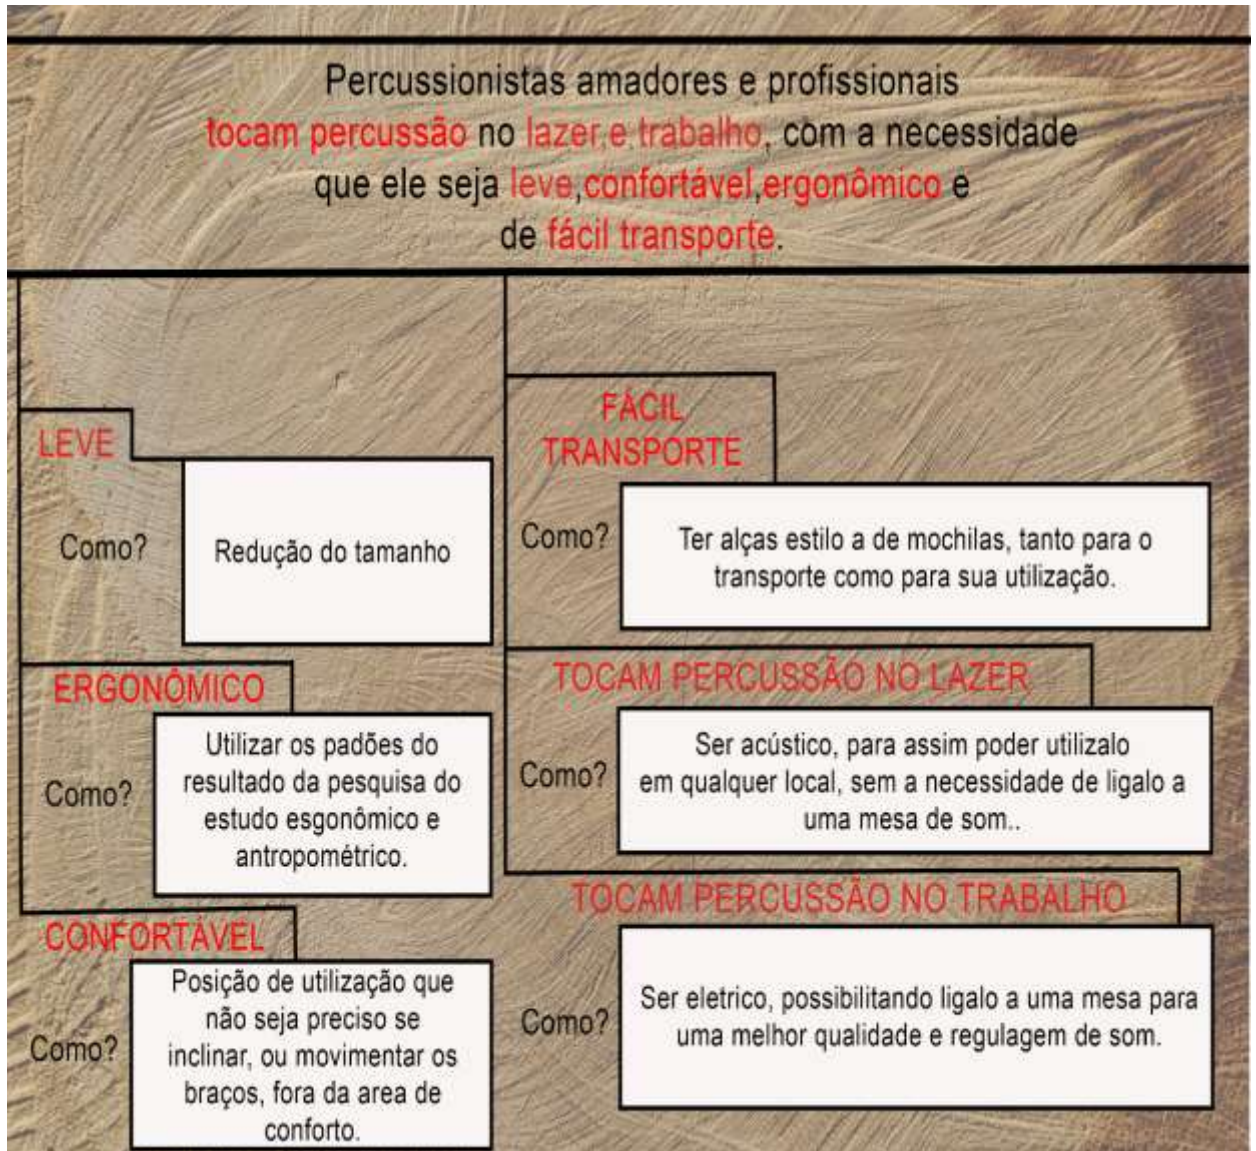 Percussionistas amadores e profissionais
tocam percussão no lazer e trabalho, com a necessidade
que ele seja leve,confortável,ergonômico e
de fácil transporte.
LEVE
Como?
Redução do tamanho
ERGONÔMICO
Como?
Utilizar os padões do
resultado da pesquisa do
estudo esgonômico e
antropométrico.
CONFORTÁVEL
Como?
Posição de utilização que
não seja preciso se
inclinar, ou movimentar os
braços, fora da area de
conforto.
FÁCIL
TRANSPORTE
Como?
Ter alças estilo a de mochilas, tanto para o
transporte como para sua utilização.
TOCAM PERCUSSÃO NO LAZER
Como?
Ser acústico, para assim poder utilizalo
em qualquer local, sem a necessidade de ligalo a
uma mesa de som..
TOCAM PERCUSSÃO NO TRABALHO
Como?
Ser eletrico, possibilitando ligalo a uma mesa para
uma melhor qualidade e regulagem de som.